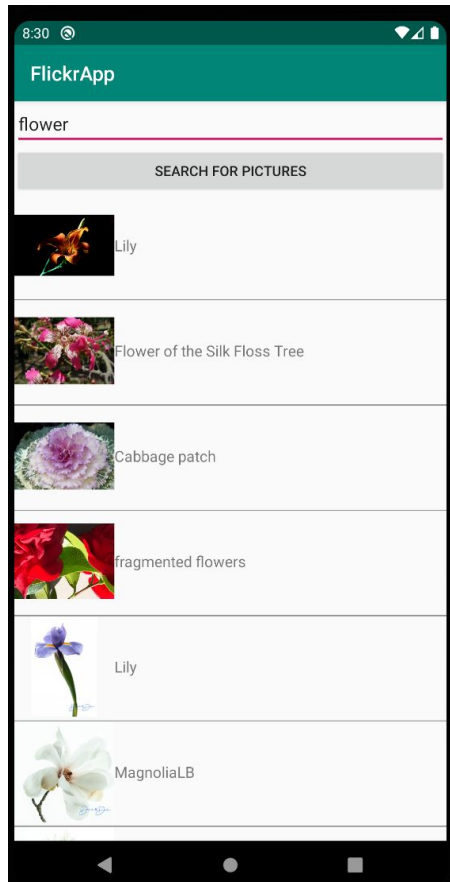 8:30
FlickrApp
flower
SEARCH FOR PICTURES
Lily
Flower of the Silk Floss Tree
Cabbage patch
fragmented flowers
Lily
MagnoliaLB